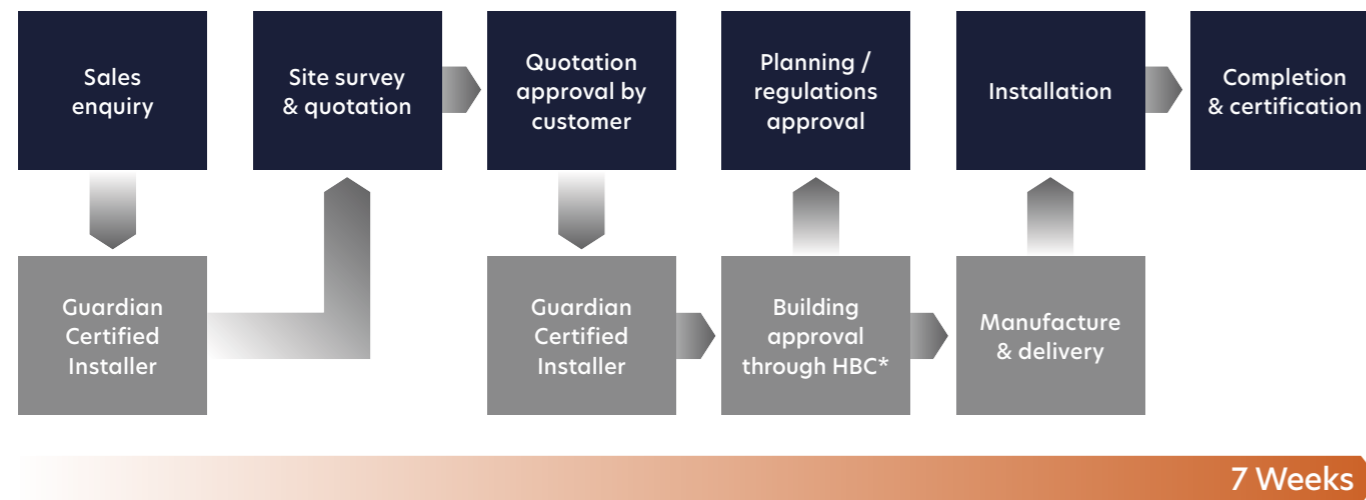 Sales
enquiry
Site survey
& quotation
Quotation
approval by
customer
Planning /
regulations
approval
Installation
Completion
& certification
Guardian
Certified
Installer
Guardian
Certified
Installer
Building
approval
through HBC*
Manufacture
& delivery
7 Weeks